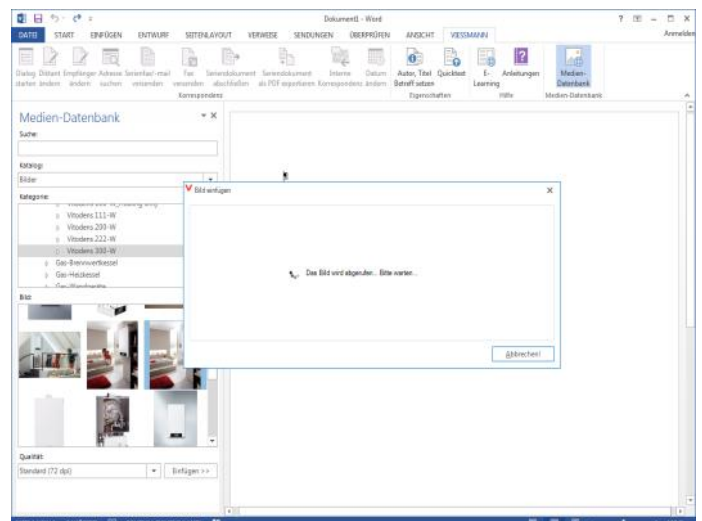 Dokument1 - Word
DATEI START EINFÜGEN ENTWURF SEITENLAYOUT VERWEISE SENDUNGEN ÜBERPRÜFEN ANSICHT VIESSMANN Anmelden
Dialog Diktant Empfänger Adresse Serienfax/-mail Fax Seriendokument Seriendokument Interne Datum Autor, Titel Quicktext E- Anleitungen Medien-
starten ändern ändern suchen versenden versenden abschließen als PDF exportieren Korrespondenz ändern Betreff setzen Learning Datenbank
Korrespondenz Eigenschaften Hilfe Medien-Datenbank
Medien-Datenbank
Suche:
Katalog:
Bilder
Kategorie:
Vitodens 111-W
Vitodens 200-W
Vitodens 222-W
Vitodens 300-W
Gas-Brennwertkessel
Gas-Heizkessel
Gas-Wandgeräte
Bild:
Bild einfügen
Das Bild wird abgerufen... Bitte warten...
Abbrechen!
Qualität:
Standard (72 dpi)
Einfügen >>